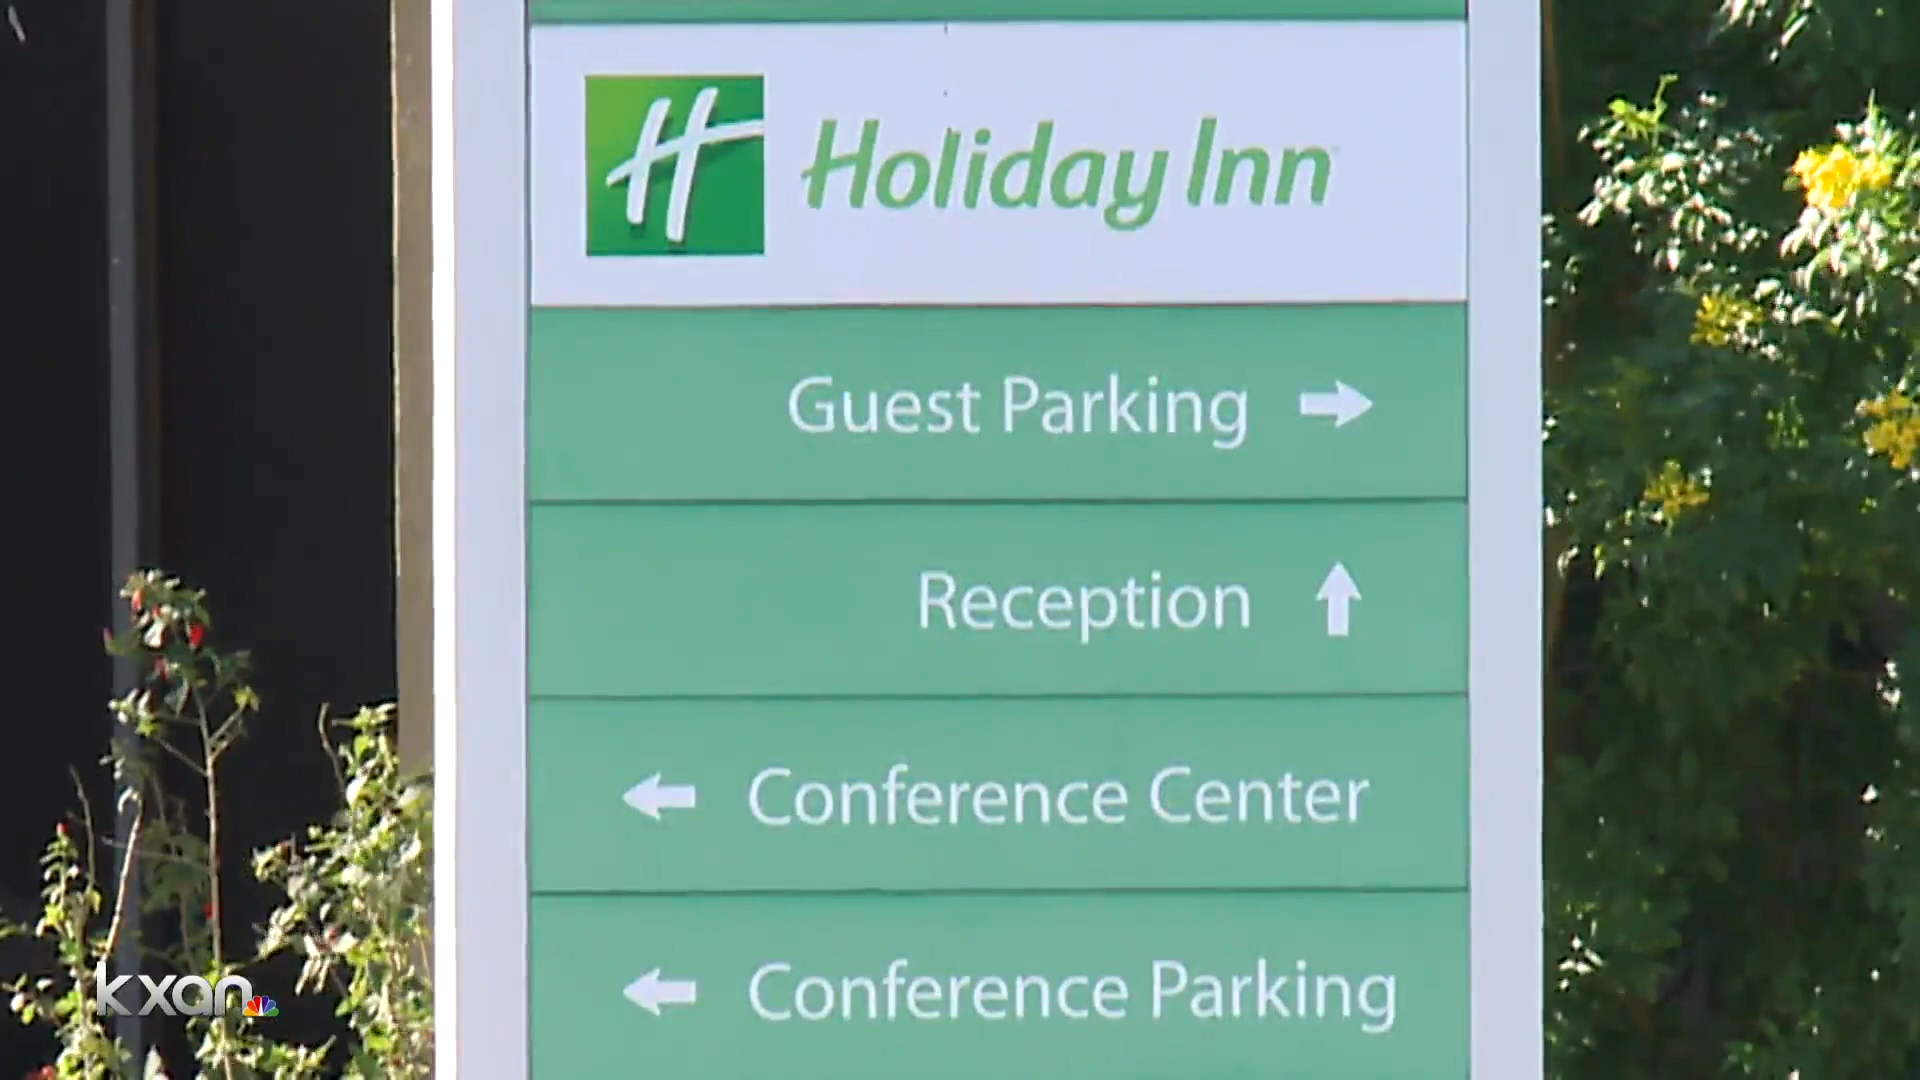 H Holiday Inn
Guest Parking →
Reception ↑
← Conference Center
← Conference Parking
kxan